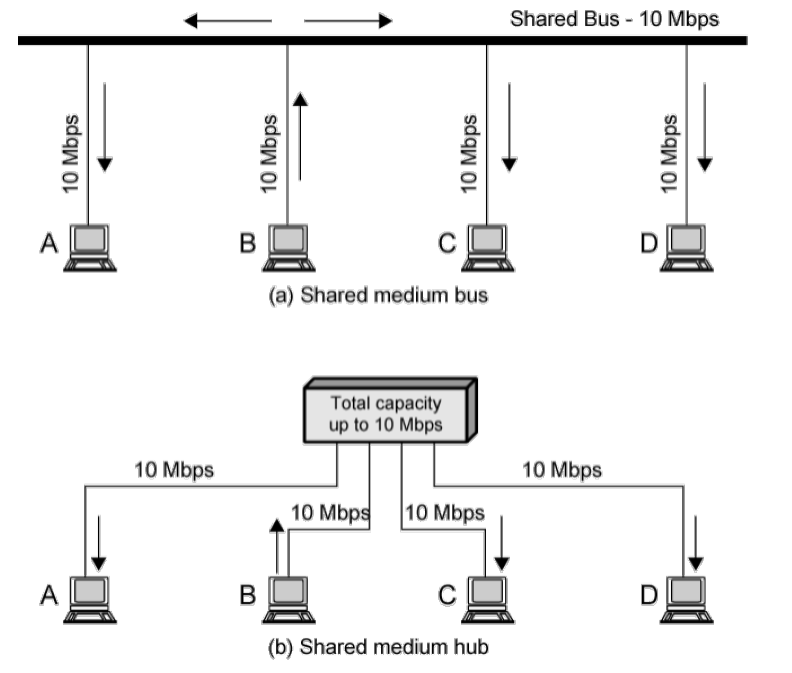 Shared Bus - 10 Mbps
10 Mbps
10 Mbps
10 Mbps
10 Mbps
A
B
C
D
(a) Shared medium bus
Total capacity
up to 10 Mbps
10 Mbps
10 Mbps
10 Mbps
10 Mbps
A
B
C
D
(b) Shared medium hub